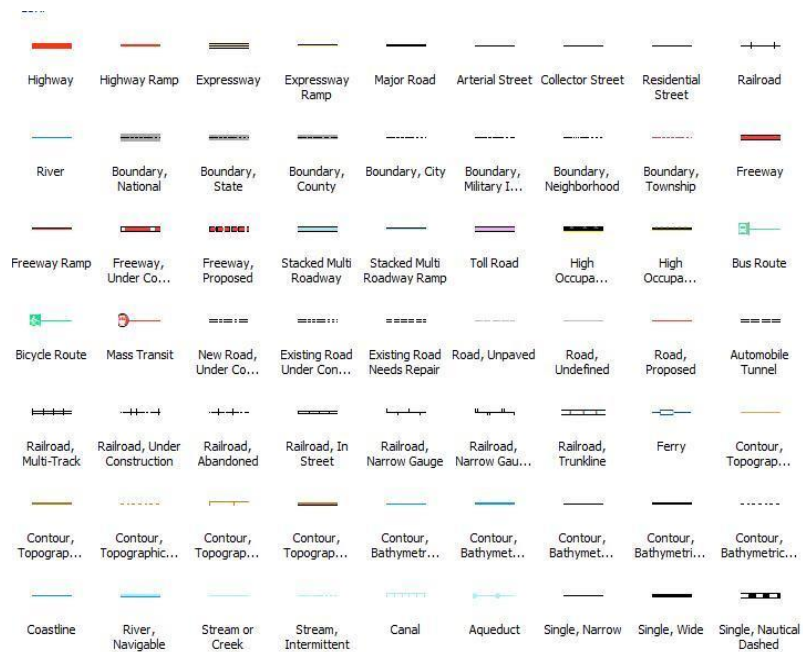 Highway
Highway Ramp
Expressway
Expressway
Ramp
Major Road
Arterial Street
Collector Street
Residential
Street
Railroad
River
Boundary,
National
Boundary,
State
Boundary,
County
Boundary, City
Boundary,
Military I...
Boundary,
Neighborhood
Boundary,
Township
Freeway
Freeway Ramp
Freeway,
Under Co...
Freeway,
Proposed
Stacked Multi
Roadway
Stacked Multi
Roadway Ramp
Toll Road
High
Occupa...
High
Occupa...
Bus Route
Bicycle Route
Mass Transit
New Road,
Under Co...
Existing Road
Under Con...
Existing Road
Needs Repair
Road, Unpaved
Road,
Undefined
Road,
Proposed
Automobile
Tunnel
Railroad,
Multi-Track
Railroad, Under
Construction
Railroad,
Abandoned
Railroad, In
Street
Railroad,
Narrow Gauge
Railroad,
Narrow Gau...
Railroad,
Trunkline
Ferry
Contour,
Topograp...
Contour,
Topograp...
Contour,
Topographic...
Contour,
Topograp...
Contour,
Topograp...
Contour,
Bathymetr...
Contour,
Bathymet...
Contour,
Bathymet...
Contour,
Bathymetri...
Contour,
Bathymetric...
Coastline
River,
Navigable
Stream or
Creek
Stream,
Intermittent
Canal
Aqueduct
Single, Narrow
Single, Wide
Single, Nautical
Dashed